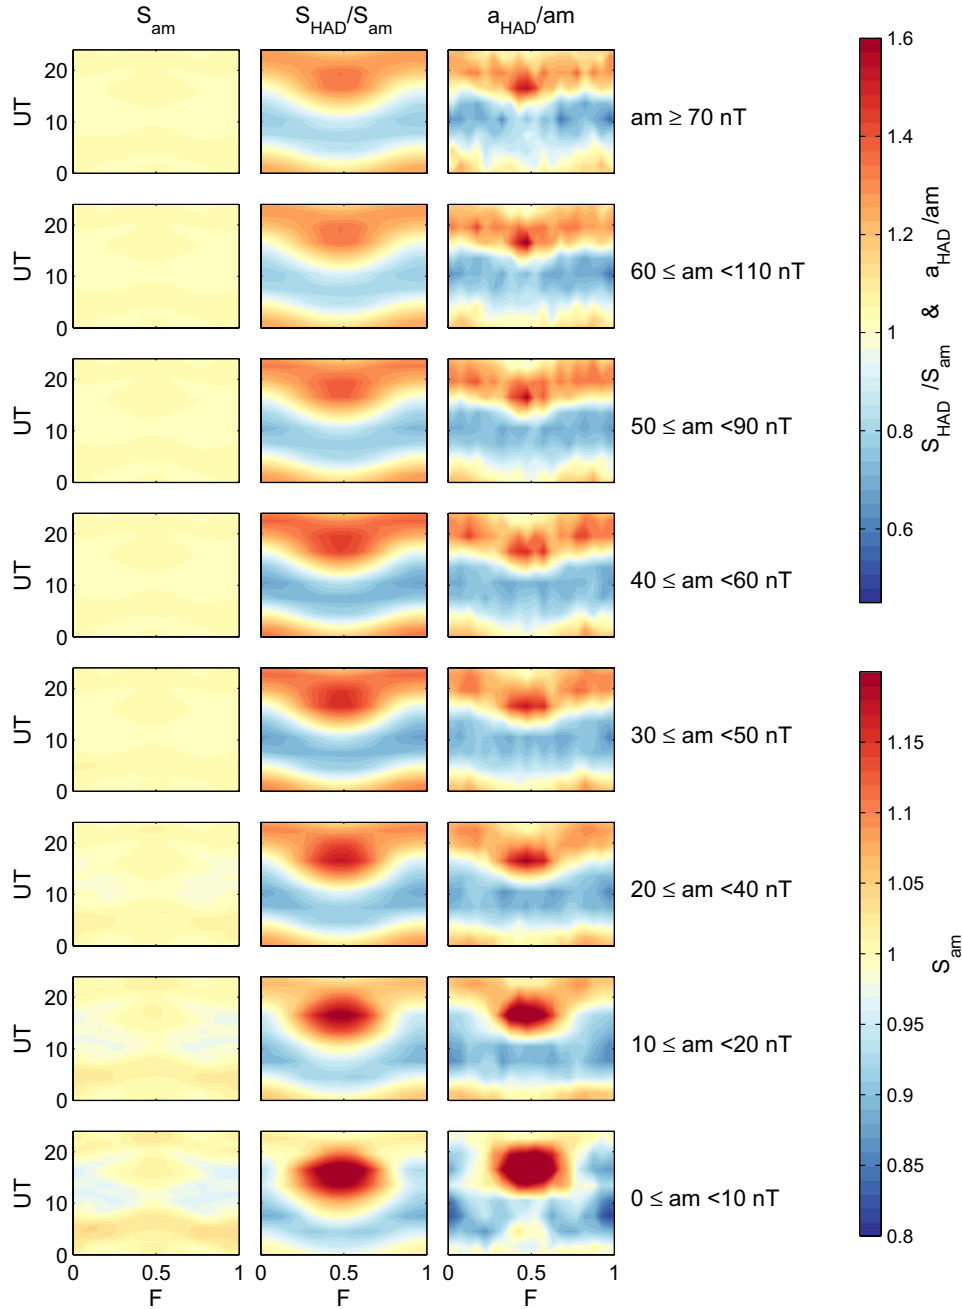 S_am S_HAD/S_am a_HAD/am
UT 20 10 0 am ≥ 70 nT
UT 20 10 0 60 ≤ am <110 nT
UT 20 10 0 50 ≤ am <90 nT
UT 20 10 0 40 ≤ am <60 nT
UT 20 10 0 30 ≤ am <50 nT
UT 20 10 0 20 ≤ am <40 nT
UT 20 10 0 10 ≤ am <20 nT
UT 20 10 0 0 ≤ am <10 nT
0 0.5 1 0 0.5 1 0 0.5 1
F F F
1.6
1.4
1.2
1
0.8
0.6
S_HAD /S_am & a_HAD /am
1.15
1.1
1.05
1
0.95
0.9
0.85
0.8
S_am